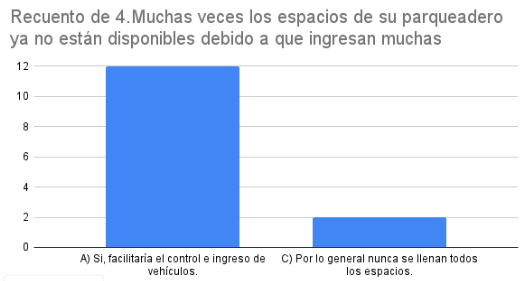 Recuento de 4.Muchas veces los espacios de su parqueadero
ya no están disponibles debido a que ingresan muchas
12
10
8
6
4
2
0
A) Si, facilitaría el control e ingreso de
vehículos.
C) Por lo general nunca se llenan todos
los espacios.